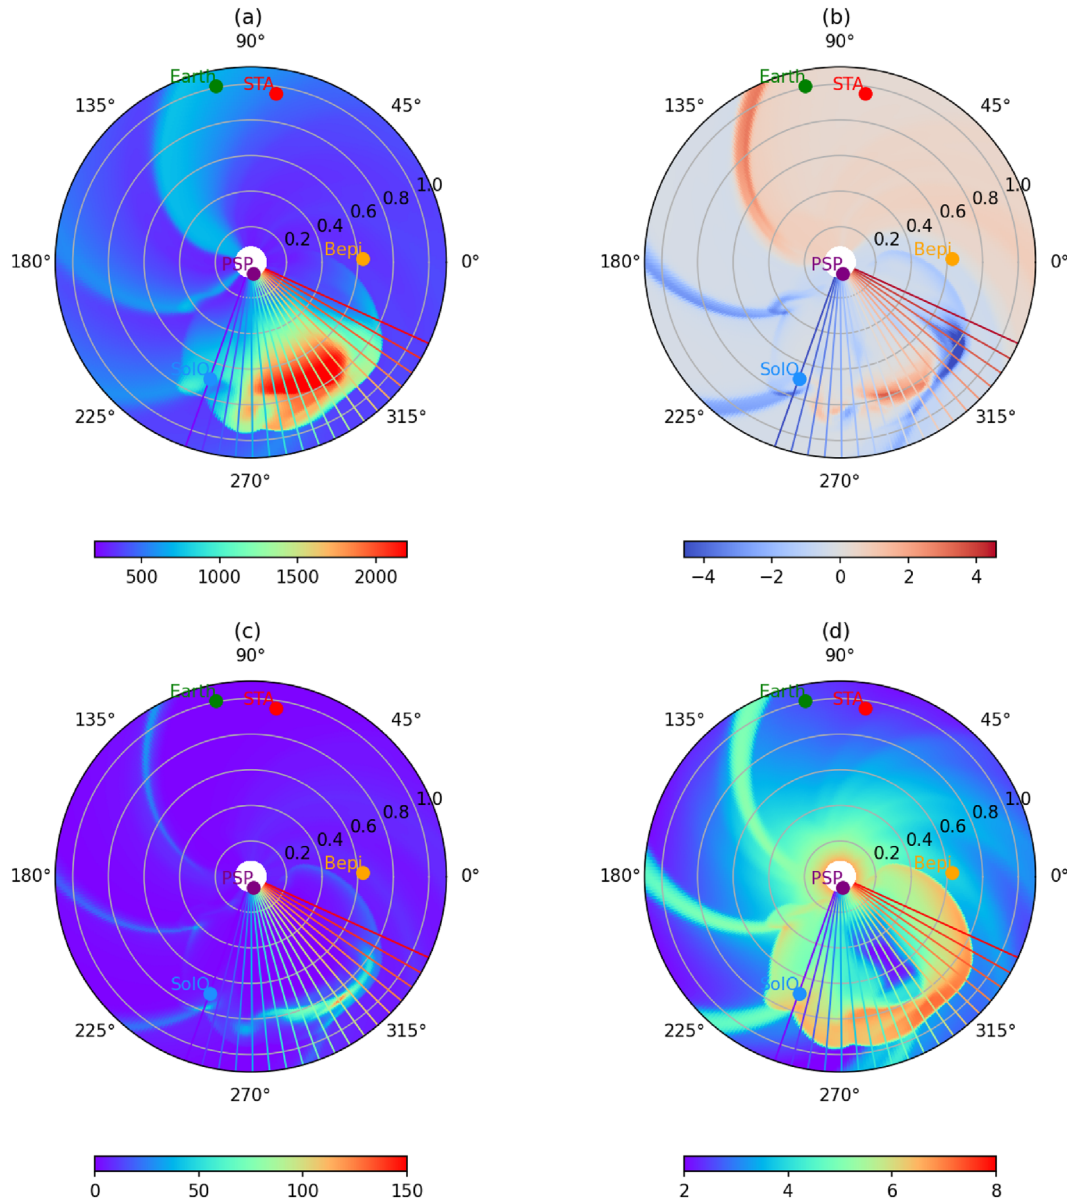 (a)
90°
135°
45°
180°
0°
225°
315°
270°
0.2
0.4
0.6
0.8
1.0
Earth
STA
Bepi
PSP
SolO
500
1000
1500
2000
(b)
90°
135°
45°
180°
0°
225°
315°
270°
0.2
0.4
0.6
0.8
1.0
Earth
STA
Bepi
PSP
SolO
−4
−2
0
2
4
(c)
90°
135°
45°
180°
0°
225°
315°
270°
0.2
0.4
0.6
0.8
1.0
Earth
STA
Bepi
PSP
SolO
0
50
100
150
(d)
90°
135°
45°
180°
0°
225°
315°
270°
0.2
0.4
0.6
0.8
1.0
Earth
STA
Bepi
PSP
SolO
2
4
6
8